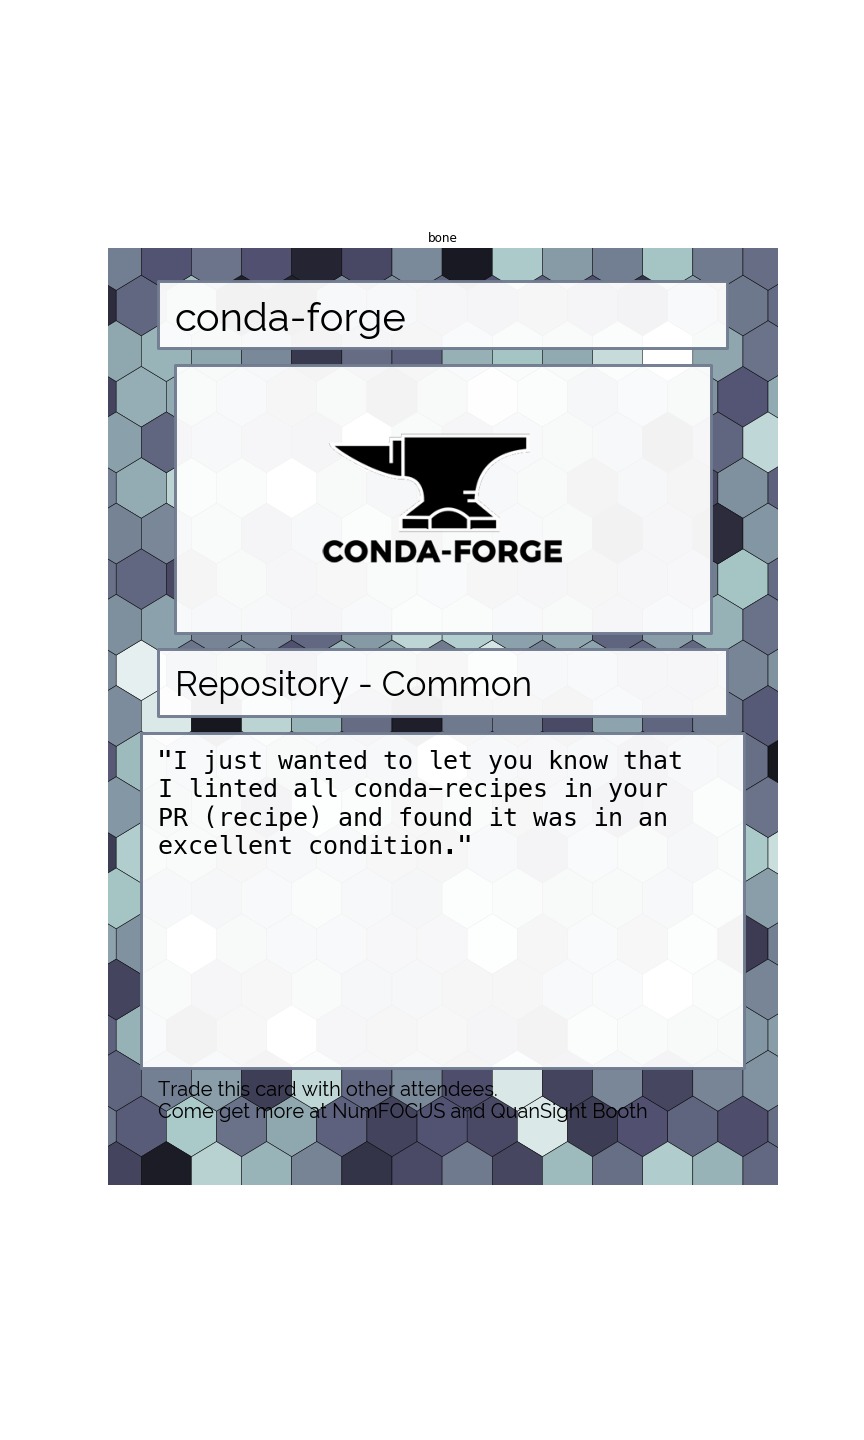 bone
conda-forge
CONDA-FORGE
Repository - Common
"I just wanted to let you know that
I linted all conda-recipes in your
PR (recipe) and found it was in an
excellent condition."
Trade this card with other attendees.
Come get more at NumFOCUS and QuanSight Booth